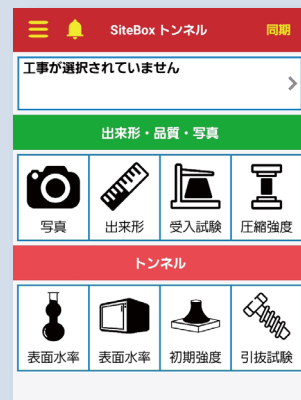 SiteBox トンネル 同期
工事が選択されていません
出来形・品質・写真
写真 出来形 受入試験 圧縮強度
トンネル
表面水率 表面水率 初期強度 引抜試験